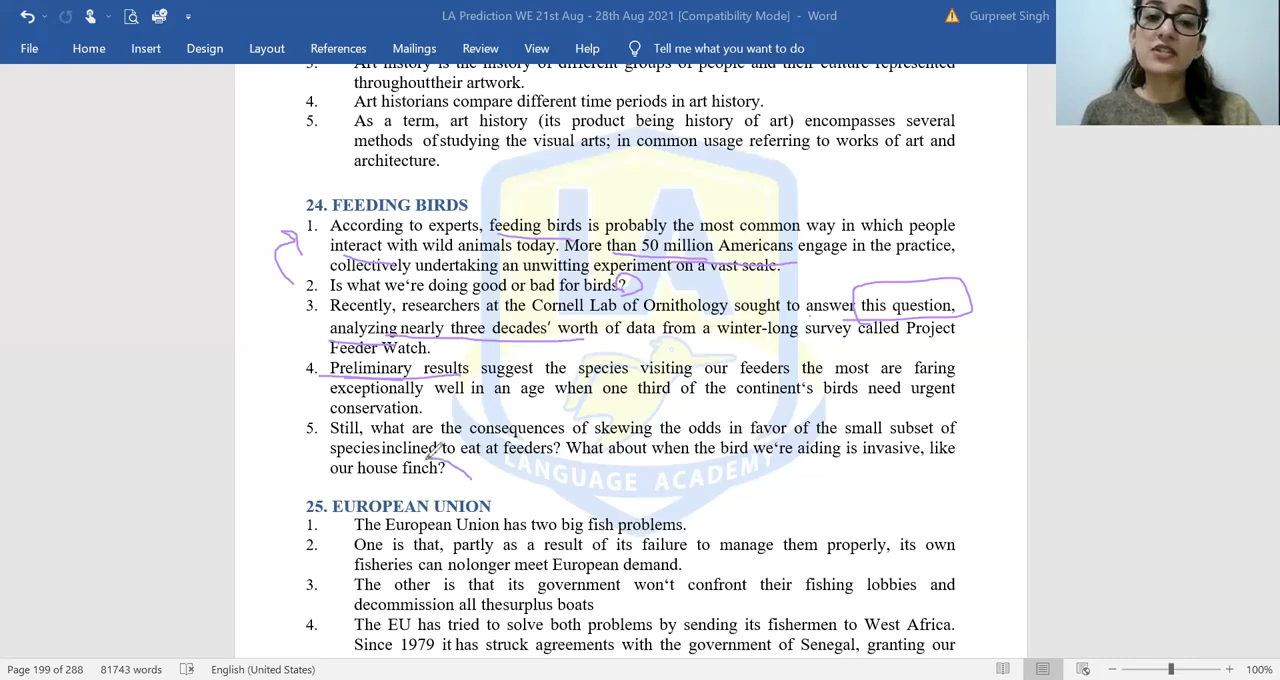 LA Prediction WE 21st Aug - 28th Aug 2021 [Compatibility Mode] - Word
Gurpreet Singh
File Home Insert Design Layout References Mailings Review View Help Tell me what you want to do
3. Art history is the history of different groups of people and their culture represented
throughouttheir artwork.
4. Art historians compare different time periods in art history.
5. As a term, art history (its product being history of art) encompasses several
methods ofstudying the visual arts; in common usage referring to works of art and
architecture.
24. FEEDING BIRDS
1. According to experts, feeding birds is probably the most common way in which people
interact with wild animals today. More than 50 million Americans engage in the practice,
collectively undertaking an unwitting experiment on a vast scale.
2. Is what we‘re doing good or bad for birds?
3. Recently, researchers at the Cornell Lab of Ornithology sought to answer this question,
analyzing nearly three decades' worth of data from a winter-long survey called Project
Feeder Watch.
4. Preliminary results suggest the species visiting our feeders the most are faring
exceptionally well in an age when one third of the continent‘s birds need urgent
conservation.
5. Still, what are the consequences of skewing the odds in favor of the small subset of
speciesinclined to eat at feeders? What about when the bird we‘re aiding is invasive, like
our house finch?
LA
LANGUAGE ACADEMY
25. EUROPEAN UNION
1. The European Union has two big fish problems.
2. One is that, partly as a result of its failure to manage them properly, its own
fisheries can nolonger meet European demand.
3. The other is that its government won‘t confront their fishing lobbies and
decommission all thesurplus boats
4. The EU has tried to solve both problems by sending its fishermen to West Africa.
Since 1979 it has struck agreements with the government of Senegal, granting our
Page 199 of 288 81743 words English (United States) 100%